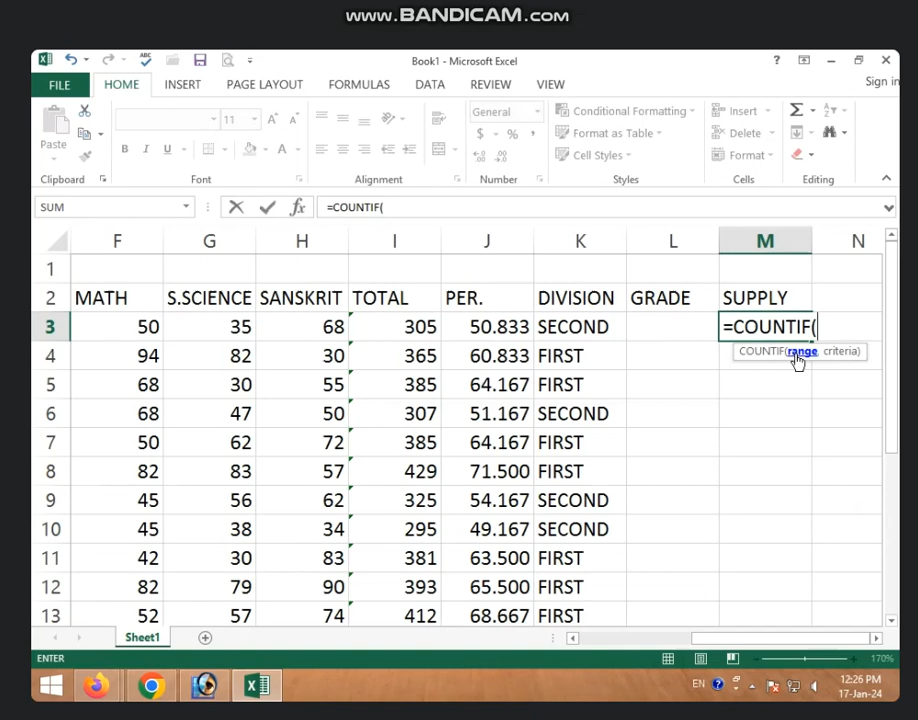 www.BANDICAM.com
Book1 - Microsoft Excel
FILE HOME INSERT PAGE LAYOUT FORMULAS DATA REVIEW VIEW Sign in
Paste 11 B I U A General $ % , Conditional Formatting Format as Table Cell Styles Insert Delete Format
Clipboard Font Alignment Number Styles Cells Editing
SUM =COUNTIF(
F G H I J K L M N
1
2 MATH S.SCIENCE SANSKRIT TOTAL PER. DIVISION GRADE SUPPLY
3 50 35 68 305 50.833 SECOND =COUNTIF(
COUNTIF(range, criteria)
4 94 82 30 365 60.833 FIRST
5 68 30 55 385 64.167 FIRST
6 68 47 50 307 51.167 SECOND
7 50 62 72 385 64.167 FIRST
8 82 83 57 429 71.500 FIRST
9 45 56 62 325 54.167 SECOND
10 45 38 34 295 49.167 SECOND
11 42 30 83 381 63.500 FIRST
12 82 79 90 393 65.500 FIRST
13 52 57 74 412 68.667 FIRST
Sheet1
ENTER 170%
EN 12:26 PM
17-Jan-24